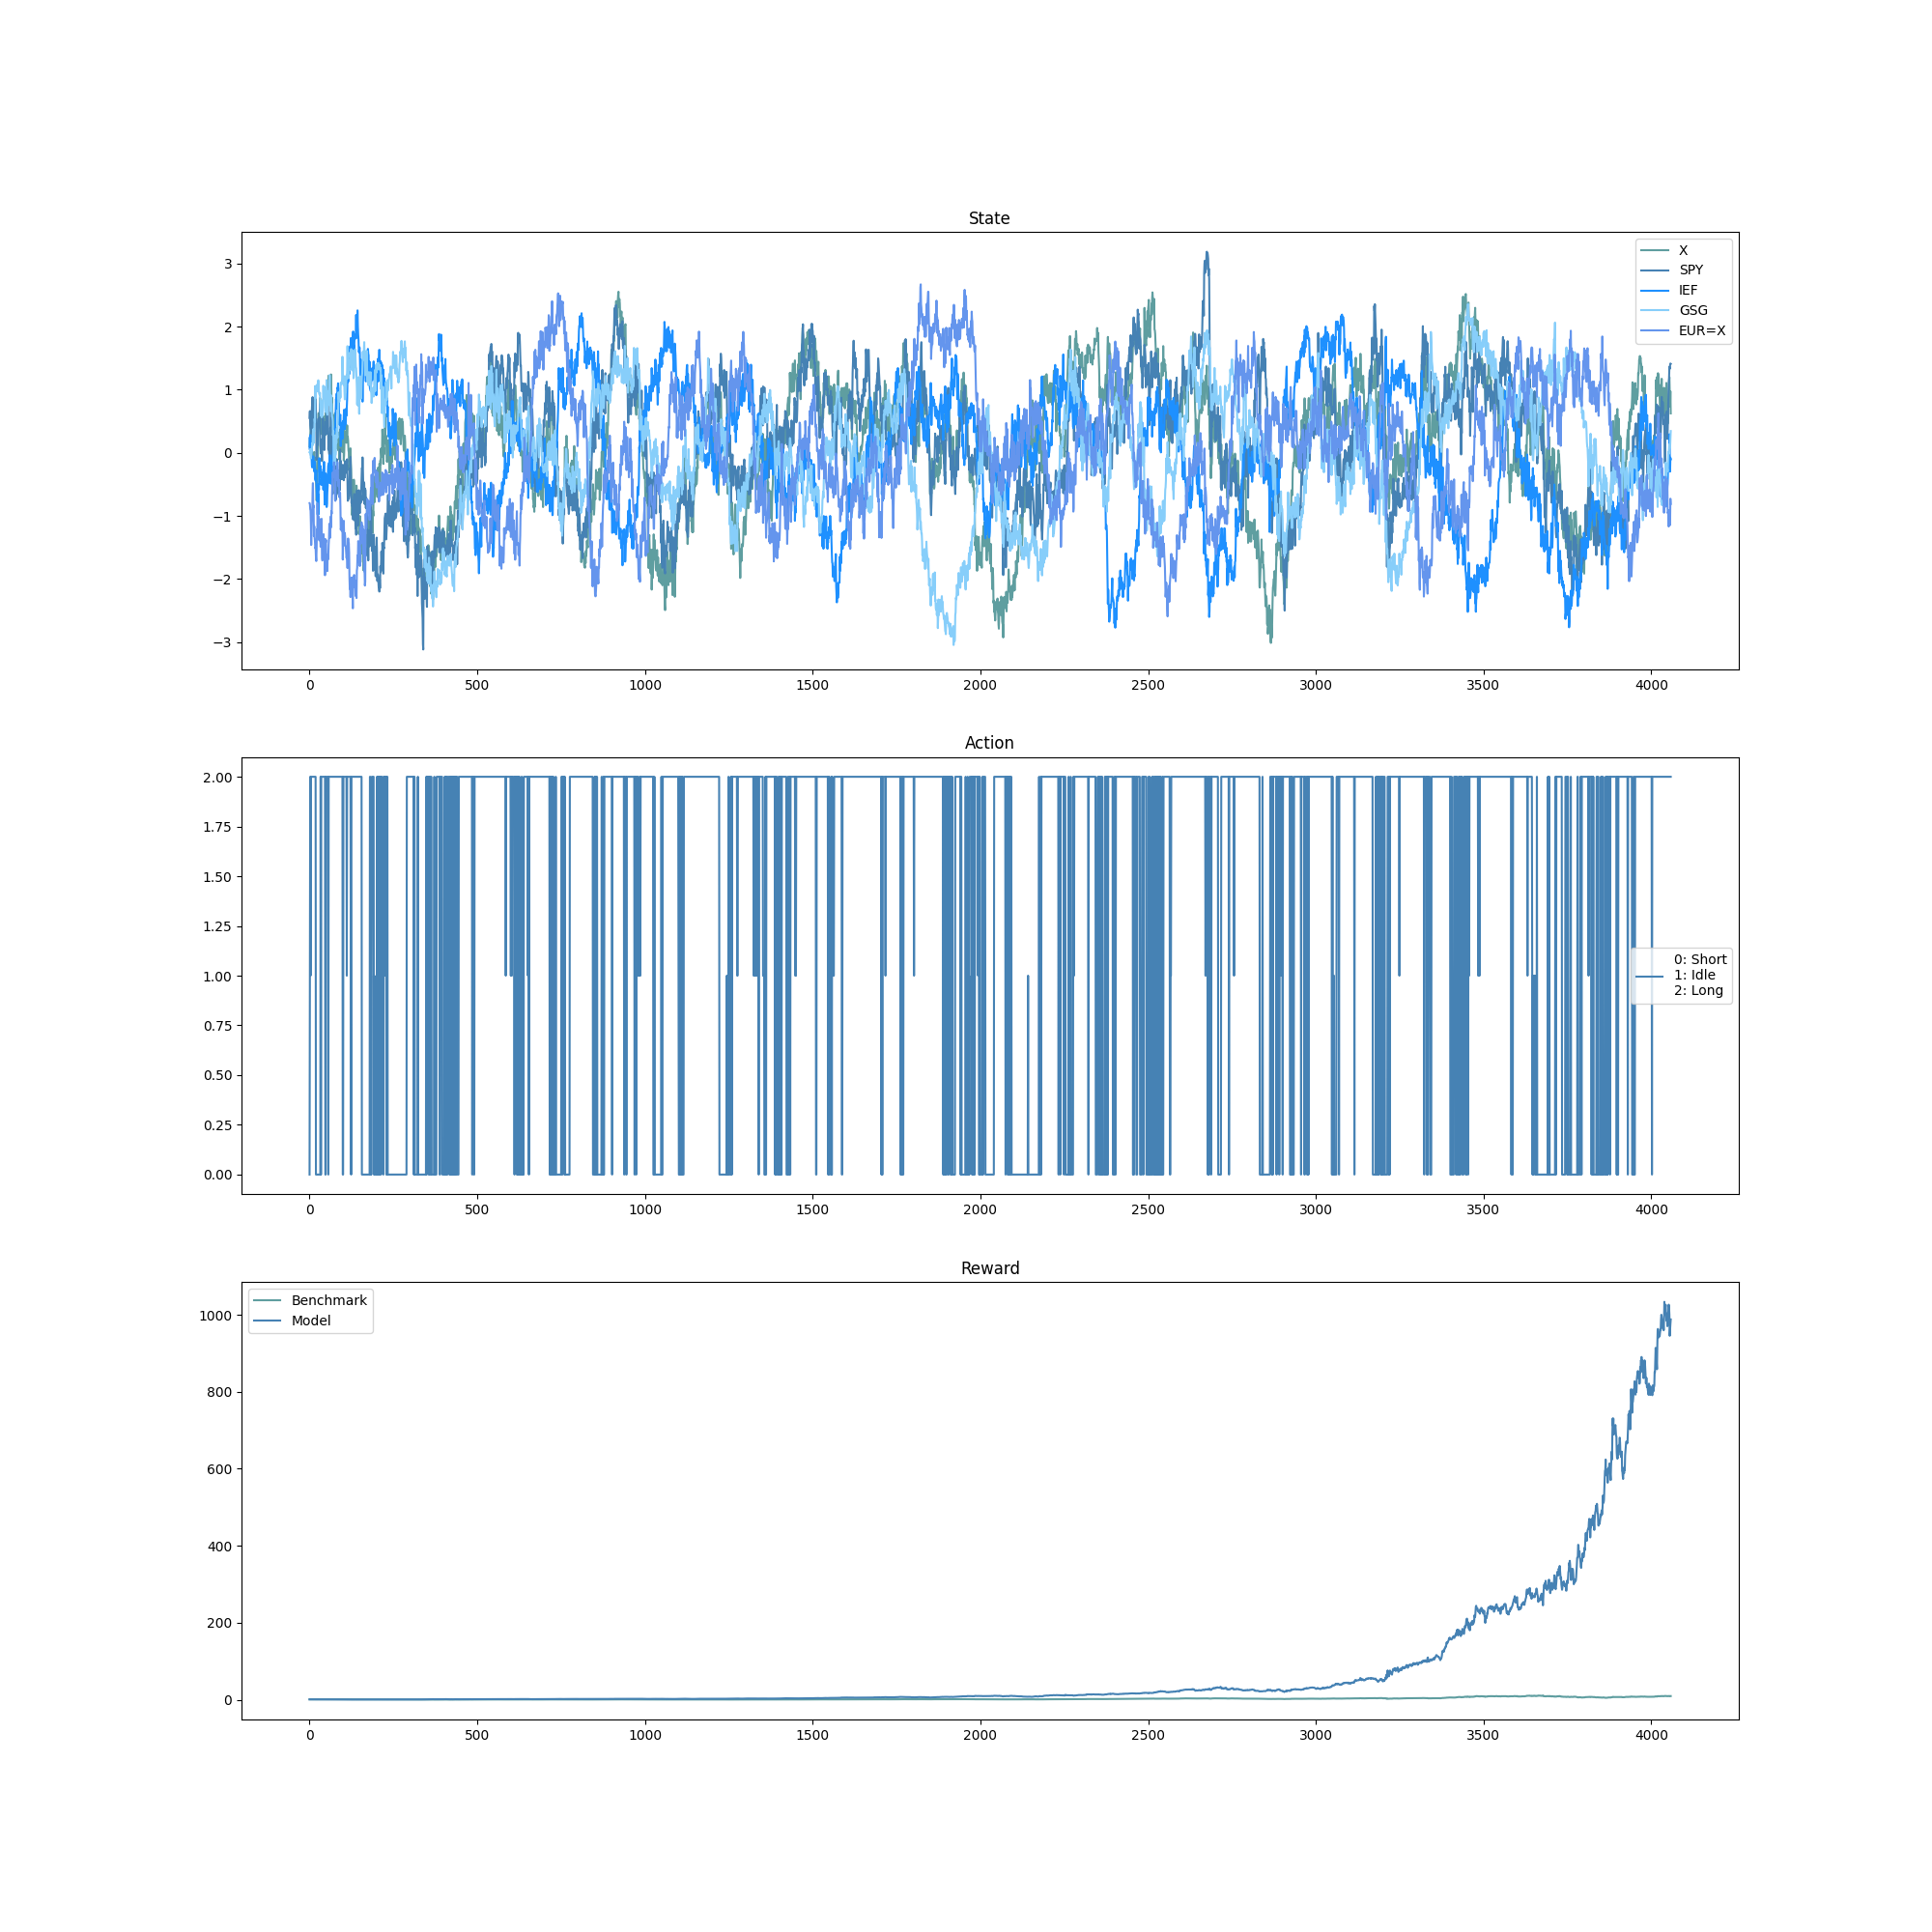 State
3
2
1
0
−1
−2
−3
X
SPY
IEF
GSG
EUR=X
0 500 1000 1500 2000 2500 3000 3500 4000
Action
2.00
1.75
1.50
1.25
1.00
0.75
0.50
0.25
0.00
0: Short
1: Idle
2: Long
0 500 1000 1500 2000 2500 3000 3500 4000
Reward
Benchmark
Model
1000
800
600
400
200
0
0 500 1000 1500 2000 2500 3000 3500 4000